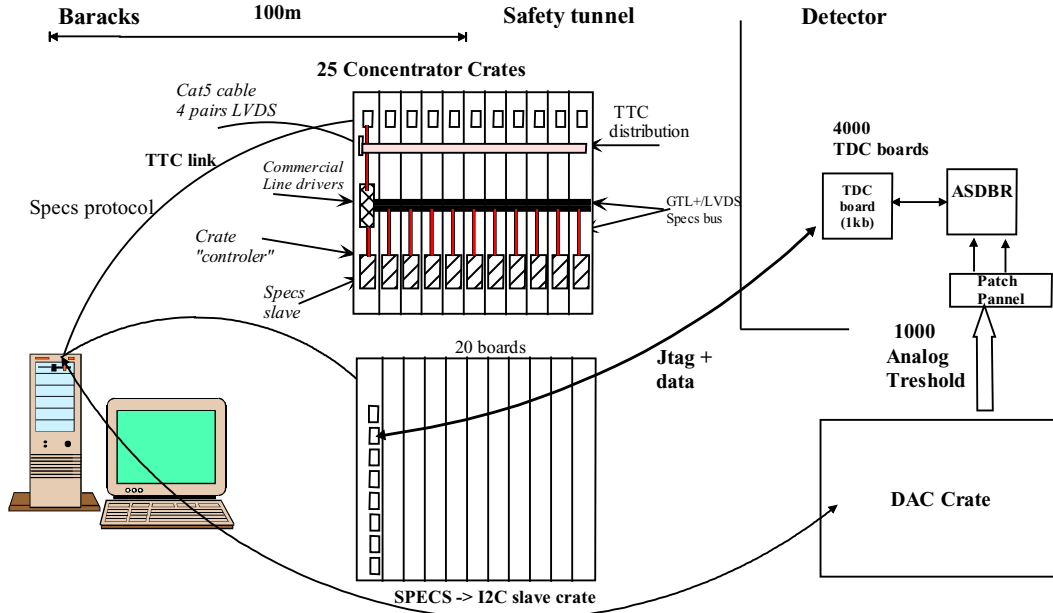 Baracks
100m
Safety tunnel
Detector
25 Concentrator Crates
Cat5 cable
4 pairs LVDS
TTC
distribution
TTC link
Commercial
Line drivers
Specs protocol
GTL+/LVDS
Specs bus
Crate
"controler"
Specs
slave
4000
TDC boards
TDC
board
(1kb)
ASDBR
Patch
Pannel
1000
Analog
Treshold
20 boards
Jtag +
data
DAC Crate
SPECS -> I2C slave crate